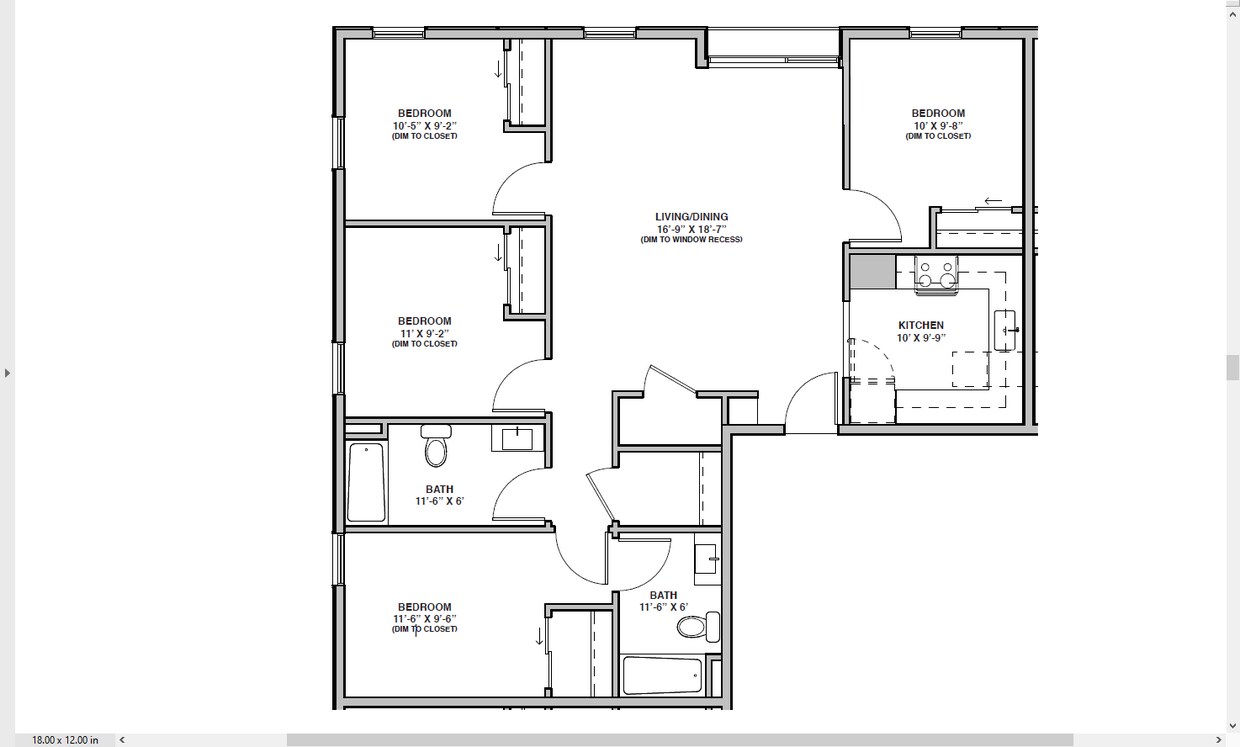 BEDROOM
10'-5" X 9'-2"
(DIM TO CLOSET)
BEDROOM
10' X 9'-8"
(DIM TO CLOSET)
LIVING/DINING
16'-9" X 18'-7"
(DIM TO WINDOW RECESS)
BEDROOM
11' X 9'-2"
(DIM TO CLOSET)
KITCHEN
10' X 9'-9"
BATH
11'-6" X 6'
BEDROOM
11'-6" X 9'-6"
(DIM TO CLOSET)
BATH
11'-6" X 6'
18.00 x 12.00 in